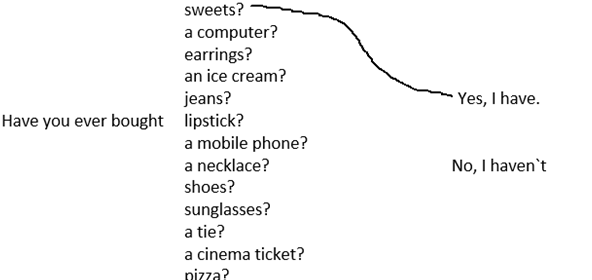 sweets?
a computer?
earrings?
an ice cream?
jeans? Yes, I have.
Have you ever bought lipstick?
a mobile phone?
a necklace? No, I haven`t
shoes?
sunglasses?
a tie?
a cinema ticket?
pizza?